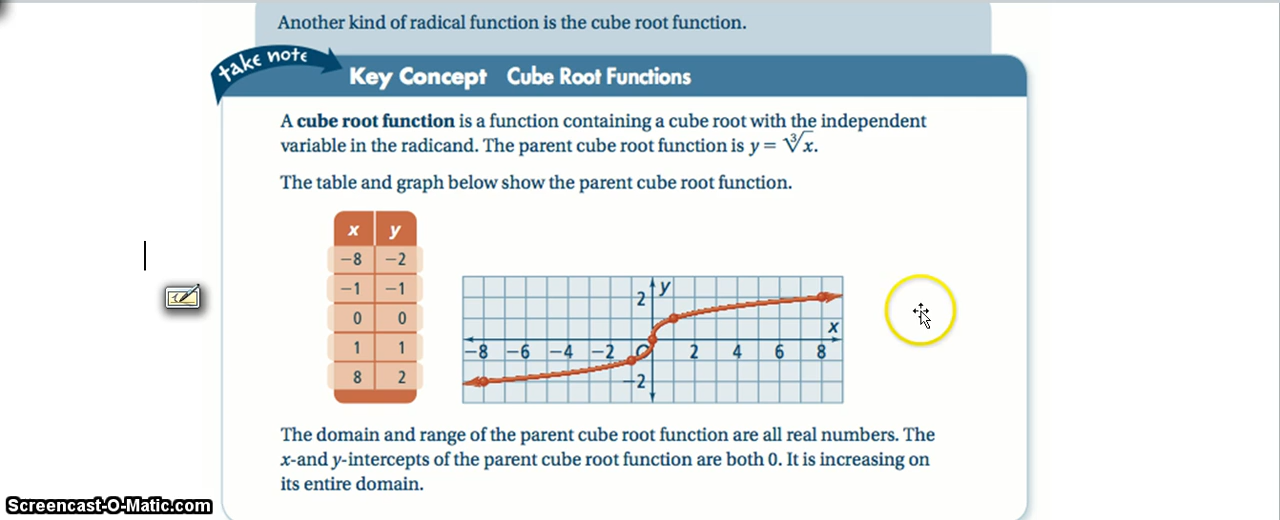 Another kind of radical function is the cube root function.
take note
Key Concept Cube Root Functions
A cube root function is a function containing a cube root with the independent
variable in the radicand. The parent cube root function is y = ∛x.
The table and graph below show the parent cube root function.
x y
−8 −2
−1 −1
0 0
1 1
8 2
y
2
x
−8 −6 −4 −2 O 2 4 6 8
−2
The domain and range of the parent cube root function are all real numbers. The
x-and y-intercepts of the parent cube root function are both 0. It is increasing on
its entire domain.
Screencast-O-Matic.com